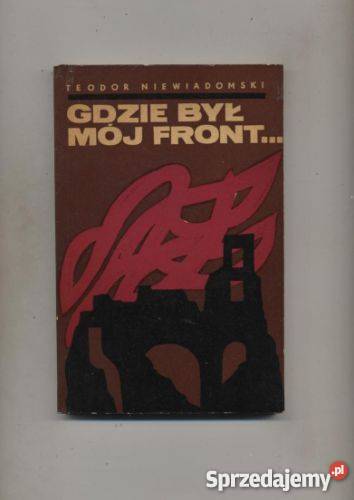 TEODOR NIEWIADOMSKI
GDZIE BYŁ
MÓJ FRONT...
Sprzedajemy.pl